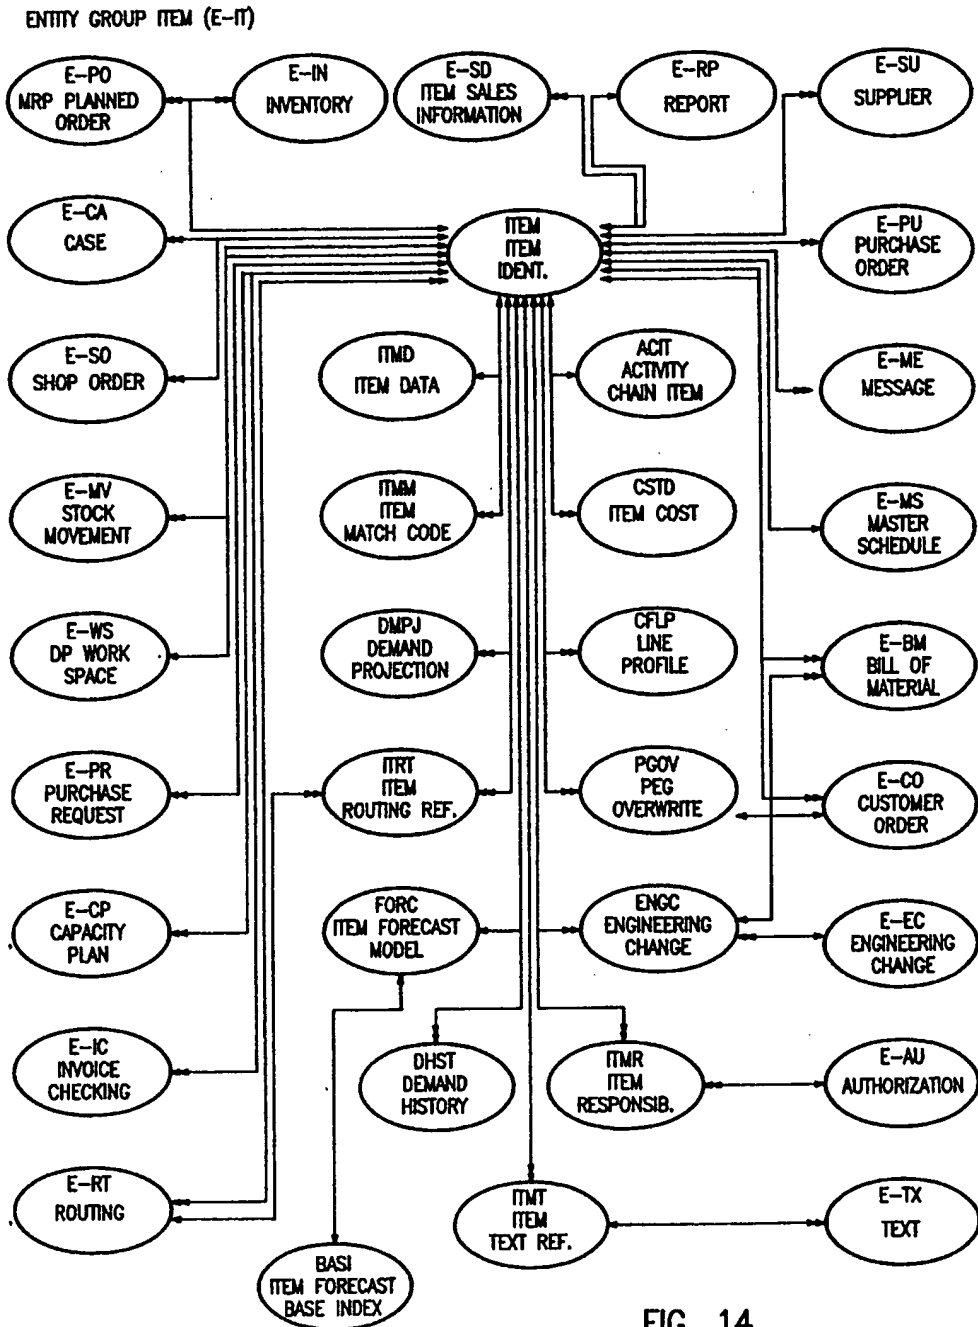 ENTITY GROUP ITEM (E-IT)
E-PO
MRP PLANNED
ORDER
E-IN
INVENTORY
E-SD
ITEM SALES
INFORMATION
E-RP
REPORT
E-SU
SUPPLIER
E-CA
CASE
ITEM
ITEM
IDENT.
E-PU
PURCHASE
ORDER
E-SO
SHOP ORDER
ITMD
ITEM DATA
ACIT
ACTIVITY
CHAIN ITEM
E-ME
MESSAGE
E-MV
STOCK
MOVEMENT
ITMM
ITEM
MATCH CODE
CSTD
ITEM COST
E-MS
MASTER
SCHEDULE
E-WS
DP WORK
SPACE
DMPJ
DEMAND
PROJECTION
CFLP
LINE
PROFILE
E-BM
BILL OF
MATERIAL
E-PR
PURCHASE
REQUEST
ITRT
ITEM
ROUTING REF.
PGOV
PEG
OVERWRITE
E-CO
CUSTOMER
ORDER
E-CP
CAPACITY
PLAN
FORC
ITEM FORECAST
MODEL
ENGC
ENGINEERING
CHANGE
E-EC
ENGINEERING
CHANGE
E-IC
INVOICE
CHECKING
DHST
DEMAND
HISTORY
ITMR
ITEM
RESPONSIB.
E-AU
AUTHORIZATION
E-RT
ROUTING
ITMT
ITEM
TEXT REF.
E-TX
TEXT
BASI
ITEM FORECAST
BASE INDEX
FIG. 14